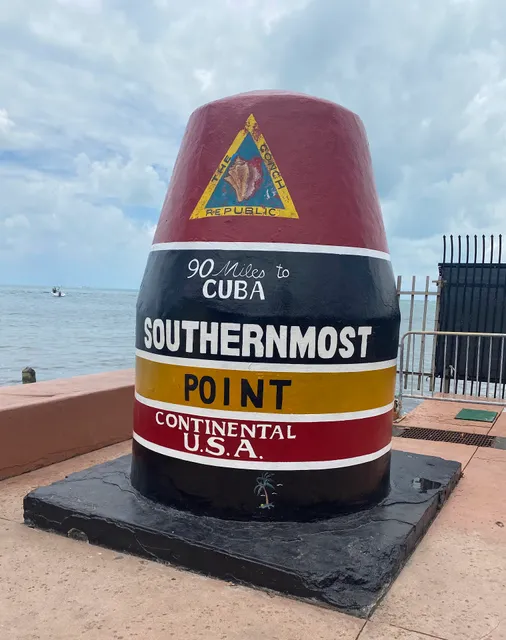 THE CONCH
REPUBLIC
90 Miles to
CUBA
SOUTHERNMOST
POINT
CONTINENTAL
U.S.A.